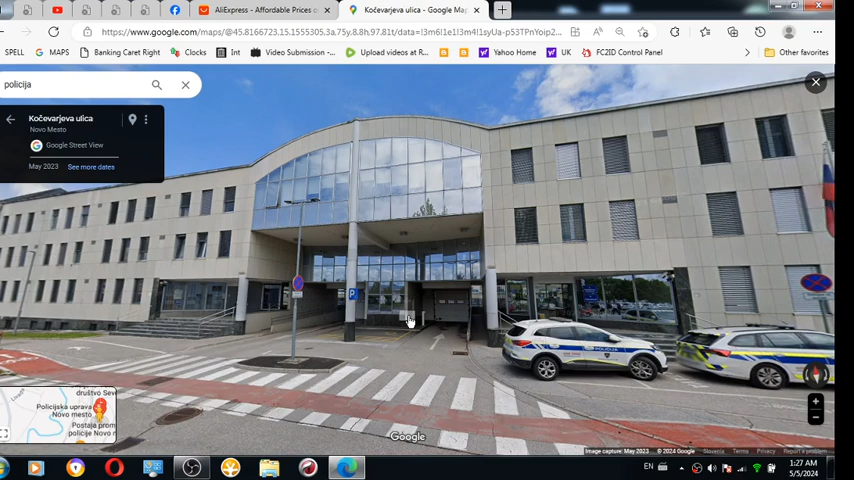 AliExpress - Affordable Prices o
Kočevarjeva ulica - Google Map
https://www.google.com/maps/@45.8166723,15.1555305,3a,75y,8.8h,97.81t/data=!3m6!1e1!3m4!1syUa-p53TPnYoip2...
SPELL
MAPS
Banking Caret Right
Clocks
Int
Video Submission -...
Upload videos at R...
Yahoo Home
UK
FC2ID Control Panel
Other favorites
policija
Kočevarjeva ulica
Novo Mesto
Google Street View
May 2023 See more dates
P
POLICIJA
Policijska uprava
Novo mesto
Postaja prom
policije Novo m
Google
Image capture: May 2023 © 2024 Google Slovenia Terms Privacy Report a problem
EN
1:27 AM
5/5/2024